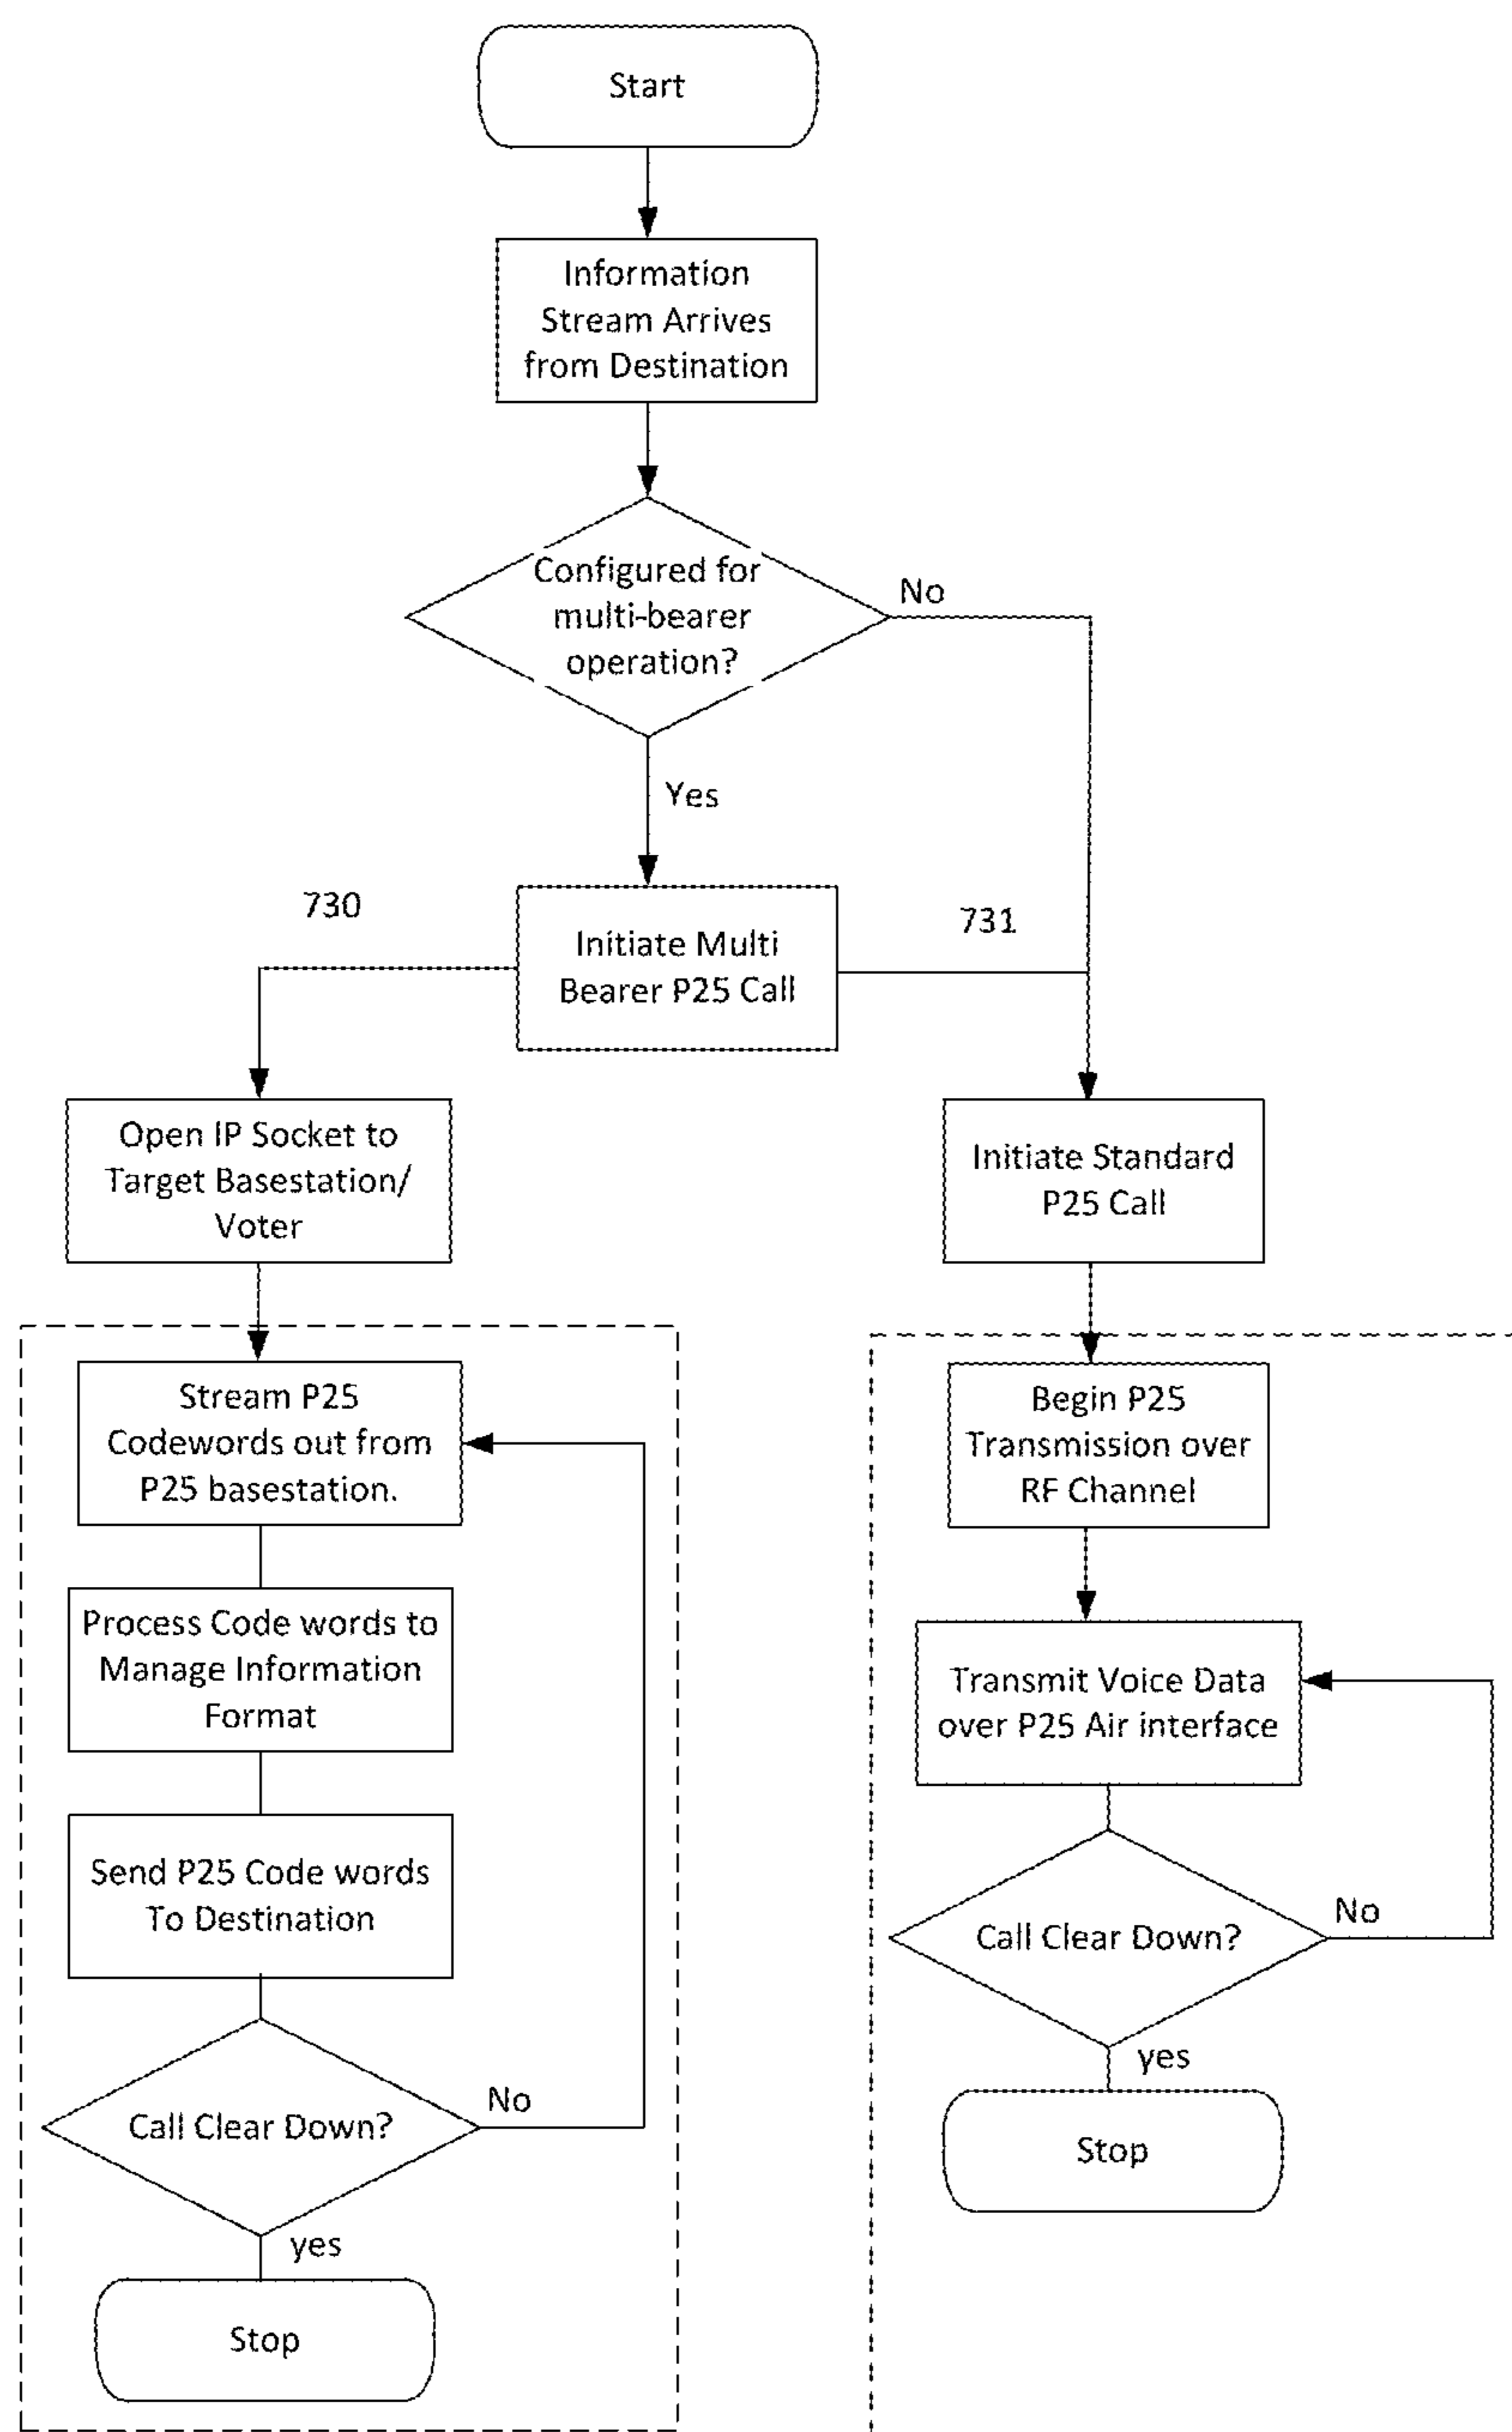 Start
Information
Stream Arrives
from Destination
Configured for
multi-bearer
operation?
No
Yes
730
Initiate Multi
Bearer P25 Call
731
Open IP Socket to
Target Basestation/
Voter
Initiate Standard
P25 Call
Stream P25
Codewords out from
P25 basestation.
Begin P25
Transmission over
RF Channel
Process Code words to
Manage Information
Format
Transmit Voice Data
over P25 Air interface
Send P25 Code words
To Destination
Call Clear Down?
No
yes
Stop
Call Clear Down?
No
yes
Stop